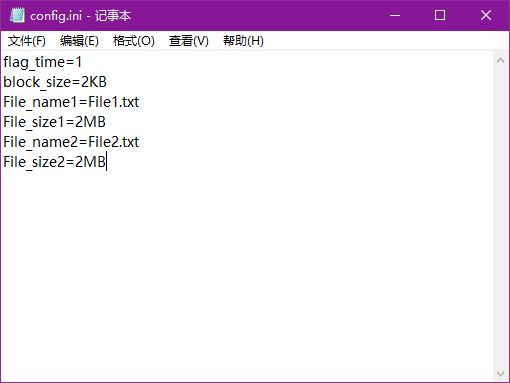 config.ini - 记事本
文件(F) 编辑(E) 格式(O) 查看(V) 帮助(H)
flag_time=1
block_size=2KB
File_name1=File1.txt
File_size1=2MB
File_name2=File2.txt
File_size2=2MB